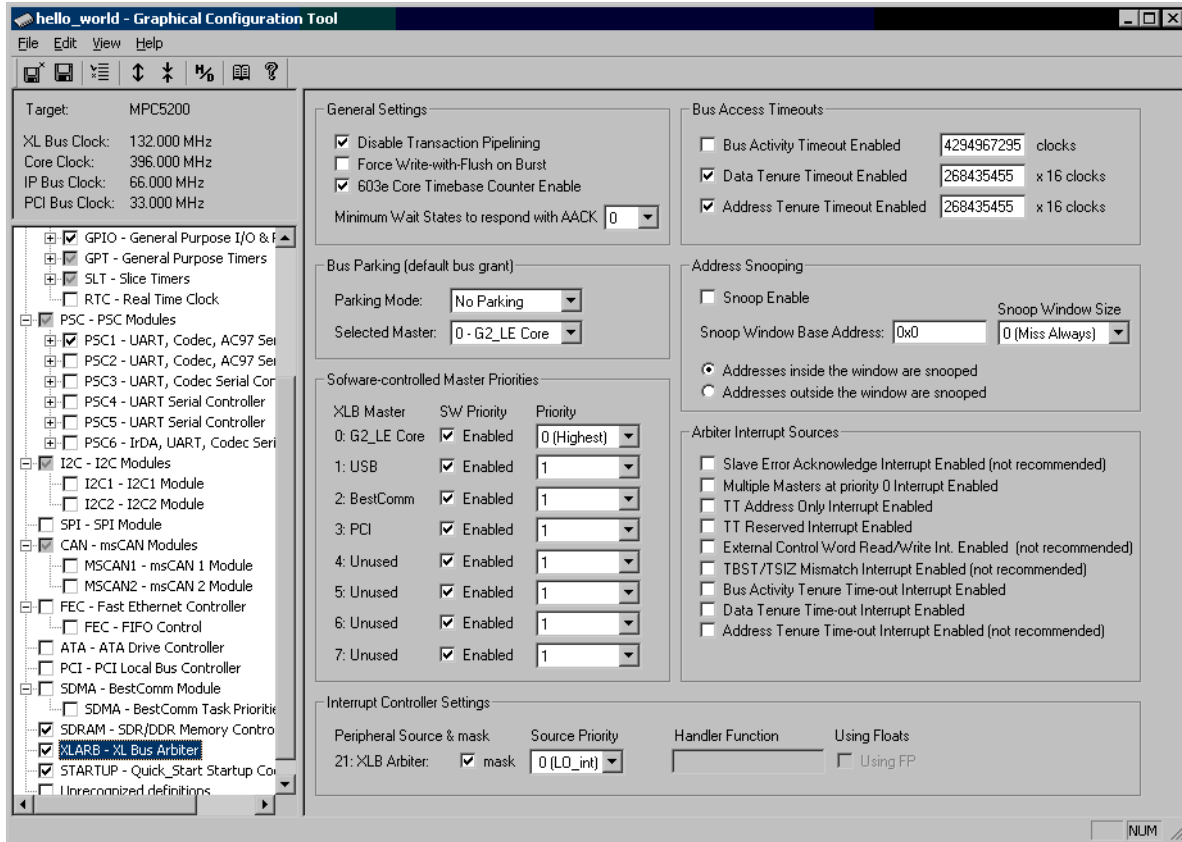 hello_world - Graphical Configuration Tool
File Edit View Help
H/D
Target: MPC5200
XL Bus Clock: 132.000 MHz
Core Clock: 396.000 MHz
IP Bus Clock: 66.000 MHz
PCI Bus Clock: 33.000 MHz
GPIO - General Purpose I/O &
GPT - General Purpose Timers
SLT - Slice Timers
RTC - Real Time Clock
PSC - PSC Modules
PSC1 - UART, Codec, AC97 Ser
PSC2 - UART, Codec, AC97 Ser
PSC3 - UART, Codec Serial Con
PSC4 - UART Serial Controller
PSC5 - UART Serial Controller
PSC6 - IrDA, UART, Codec Seri
I2C - I2C Modules
I2C1 - I2C1 Module
I2C2 - I2C2 Module
SPI - SPI Module
CAN - msCAN Modules
MSCAN1 - msCAN 1 Module
MSCAN2 - msCAN 2 Module
FEC - Fast Ethernet Controller
FEC - FIFO Control
ATA - ATA Drive Controller
PCI - PCI Local Bus Controller
SDMA - BestComm Module
SDMA - BestComm Task Prioritie
SDRAM - SDR/DDR Memory Contro
XLARB - XL Bus Arbiter
STARTUP - Quick_Start Startup Co
Unrecognized definitions
General Settings
Disable Transaction Pipelining
Force Write-with-Flush on Burst
603e Core Timebase Counter Enable
Minimum Wait States to respond with AACK 0
Bus Parking (default bus grant)
Parking Mode: No Parking
Selected Master: 0 - G2_LE Core
Sofware-controlled Master Priorities
XLB Master SW Priority Priority
0: G2_LE Core Enabled 0 (Highest)
1: USB Enabled 1
2: BestComm Enabled 1
3: PCI Enabled 1
4: Unused Enabled 1
5: Unused Enabled 1
6: Unused Enabled 1
7: Unused Enabled 1
Bus Access Timeouts
Bus Activity Timeout Enabled 4294967295 clocks
Data Tenure Timeout Enabled 268435455 x 16 clocks
Address Tenure Timeout Enabled 268435455 x 16 clocks
Address Snooping
Snoop Enable
Snoop Window Size
Snoop Window Base Address: 0x0 0 (Miss Always)
Addresses inside the window are snooped
Addresses outside the window are snooped
Arbiter Interrupt Sources
Slave Error Acknowledge Interrupt Enabled (not recommended)
Multiple Masters at priority 0 Interrupt Enabled
TT Address Only Interrupt Enabled
TT Reserved Interrupt Enabled
External Control Word Read/Write Int. Enabled (not recommended)
TBST/TSIZ Mismatch Interrupt Enabled (not recommended)
Bus Activity Tenure Time-out Interrupt Enabled
Data Tenure Time-out Interrupt Enabled
Address Tenure Time-out Interrupt Enabled (not recommended)
Interrupt Controller Settings
Peripheral Source & mask Source Priority Handler Function Using Floats
21: XLB Arbiter: mask 0 (LO_int) Using FP
NUM